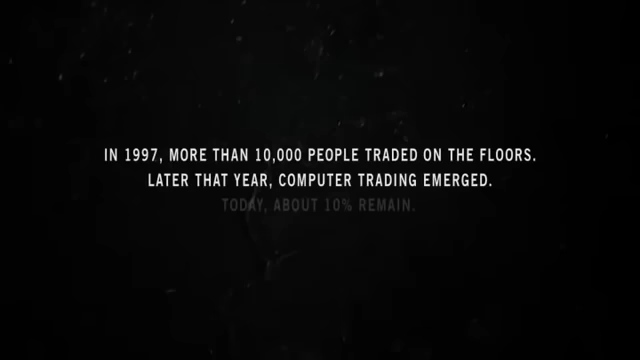 IN 1997, MORE THAN 10,000 PEOPLE TRADED ON THE FLOORS.
LATER THAT YEAR, COMPUTER TRADING EMERGED.
TODAY, ABOUT 10% REMAIN.